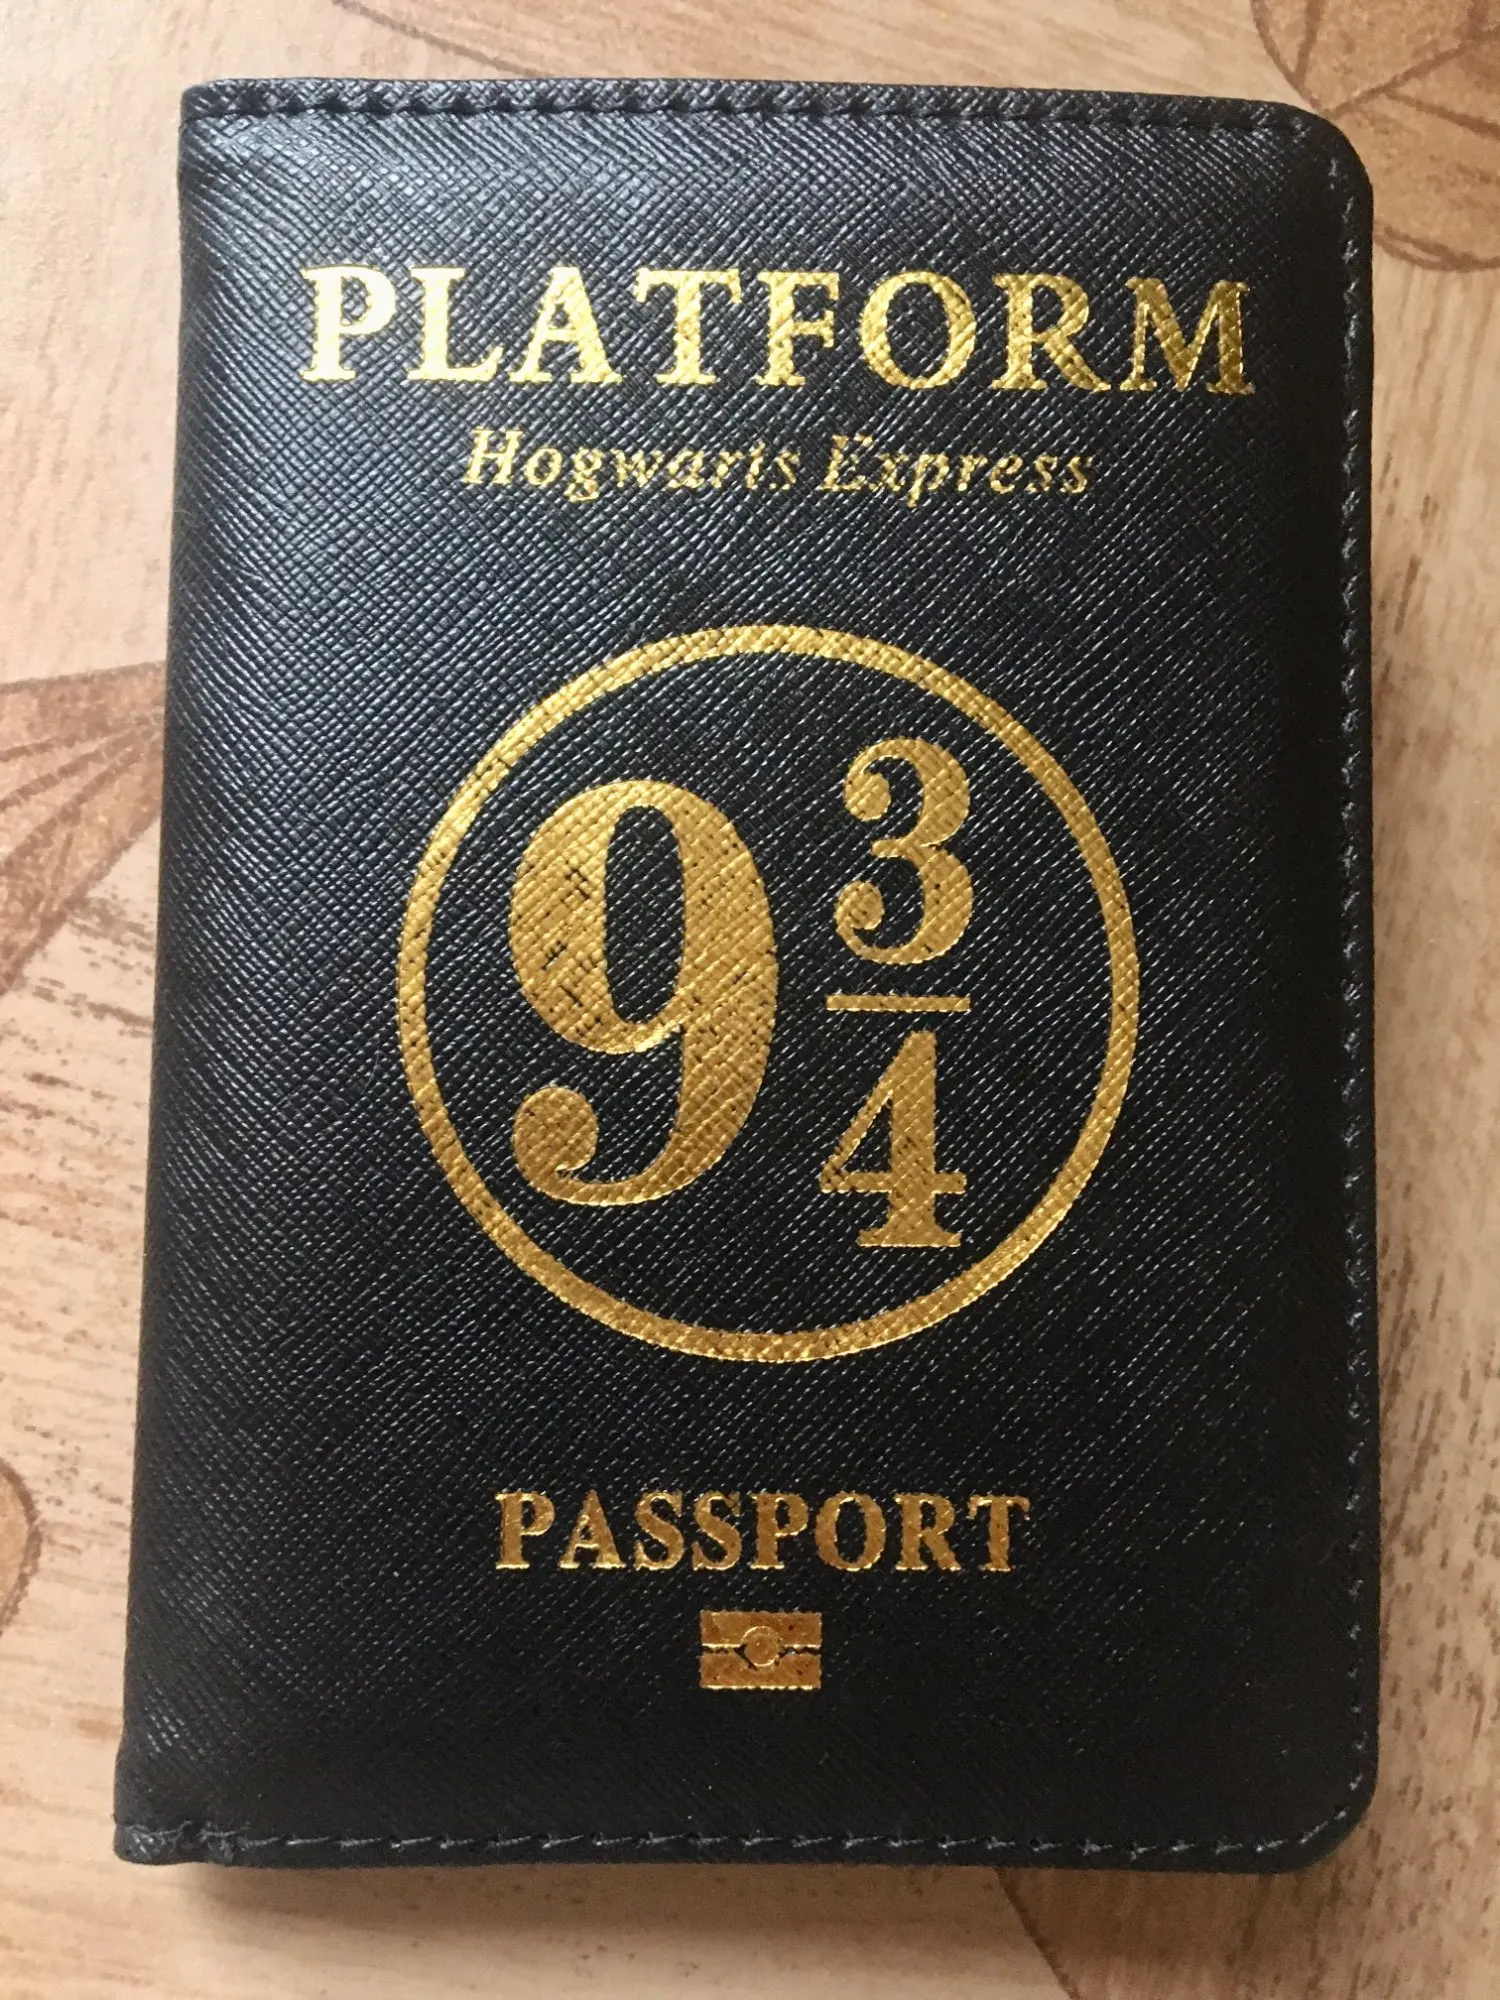 PLATFORM
Hogwarts Express
9 3/4
PASSPORT